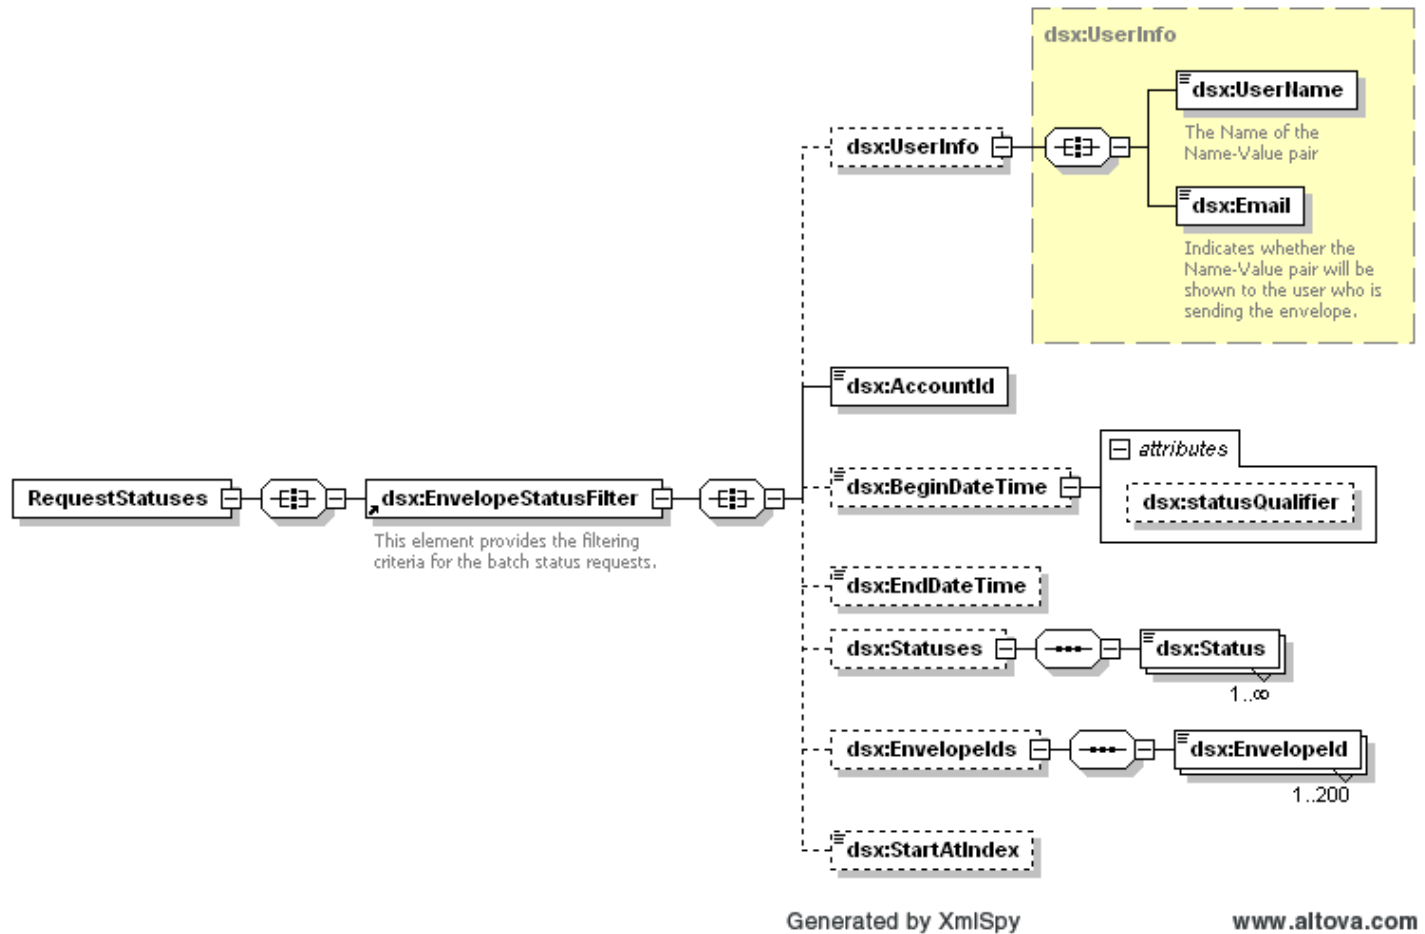 dsx:UserInfo
dsx:UserName
The Name of the
Name-Value pair
dsx:UserInfo
dsx:Email
Indicates whether the
Name-Value pair will be
shown to the user who is
sending the envelope.
dsx:AccountId
attributes
dsx:BeginDateTime
dsx:statusQualifier
RequestStatuses
dsx:EnvelopeStatusFilter
This element provides the filtering
criteria for the batch status requests.
dsx:EndDateTime
dsx:Statuses
dsx:Status
1..∞
dsx:EnvelopeIds
dsx:EnvelopeId
1..200
dsx:StartAtIndex
Generated by XmlSpy
www.altova.com